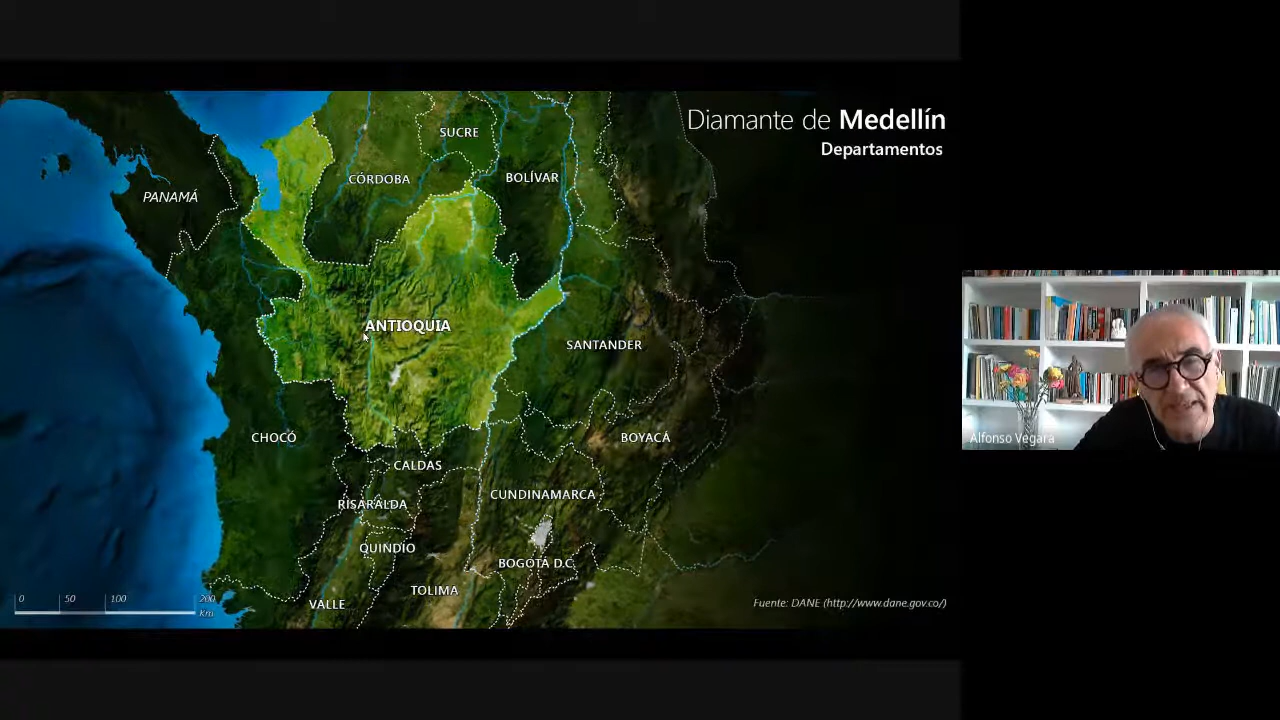 Diamante de Medellín
Departamentos
SUCRE
CÓRDOBA
BOLÍVAR
PANAMÁ
ANTIOQUIA
SANTANDER
CHOCÓ
BOYACÁ
CALDAS
CUNDINAMARCA
RISARALDA
QUINDÍO
BOGOTÁ D.C.
TOLIMA
VALLE
0 50 100 200
Km
Fuente: DANE (http://www.dane.gov.co/)
Alfonso Vegara